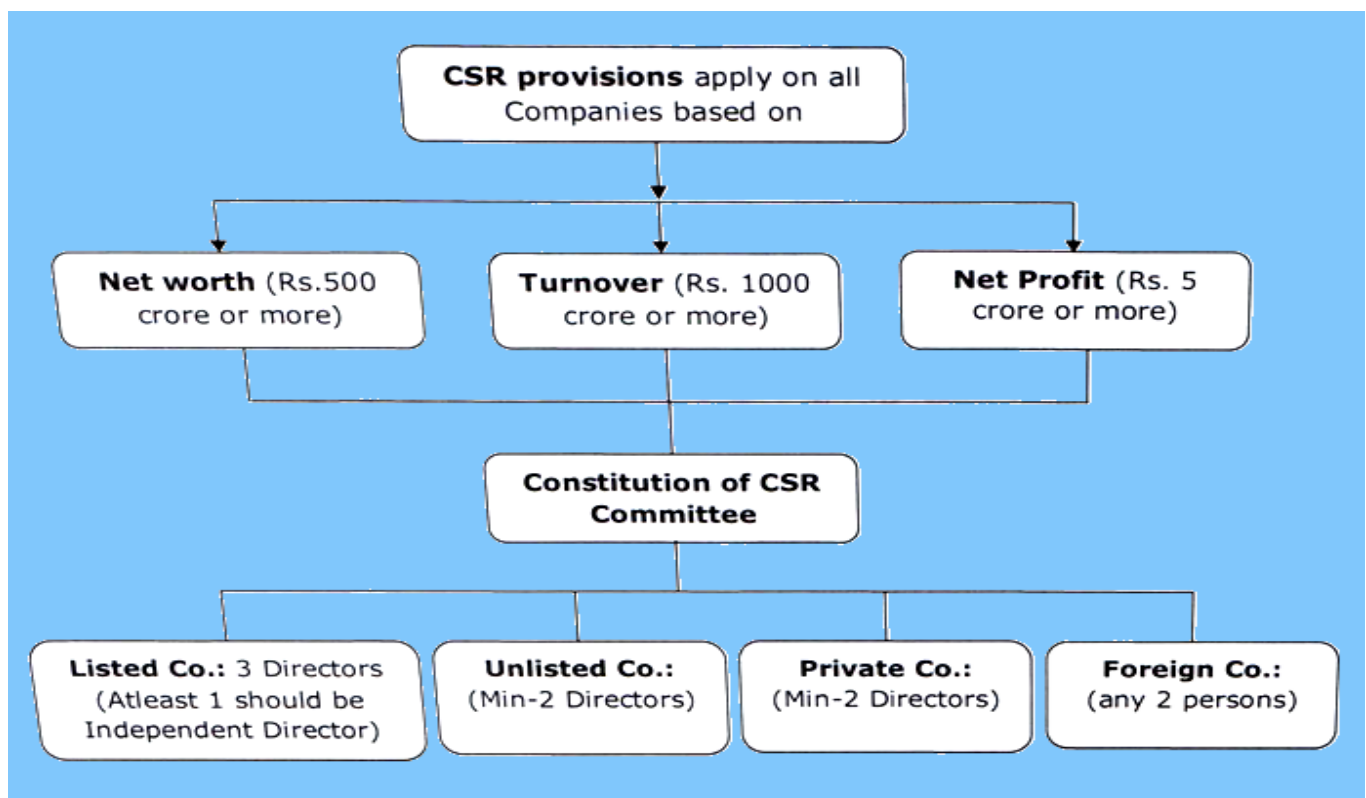 CSR provisions apply on all
Companies based on
Net worth (Rs.500
crore or more)
Turnover (Rs. 1000
crore or more)
Net Profit (Rs. 5
crore or more)
Constitution of CSR
Committee
Listed Co.: 3 Directors
(Atleast 1 should be
Independent Director)
Unlisted Co.:
(Min-2 Directors)
Private Co.:
(Min-2 Directors)
Foreign Co.:
(any 2 persons)